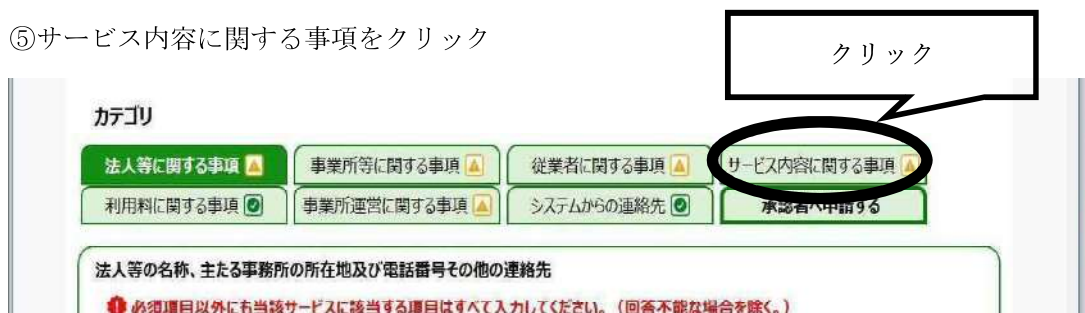 ⑤サービス内容に関する事項をクリック
クリック
カテゴリ
法人等に関する事項
事業所等に関する事項
従業者に関する事項
サービス内容に関する事項
利用料に関する事項
事業所運営に関する事項
システムからの連絡先
承認者へ申請する
法人等の名称、主たる事務所の所在地及び電話番号その他の連絡先
必須項目以外にも当該サービスに該当する項目はすべて入力してください。(回答不能な場合を除く。)